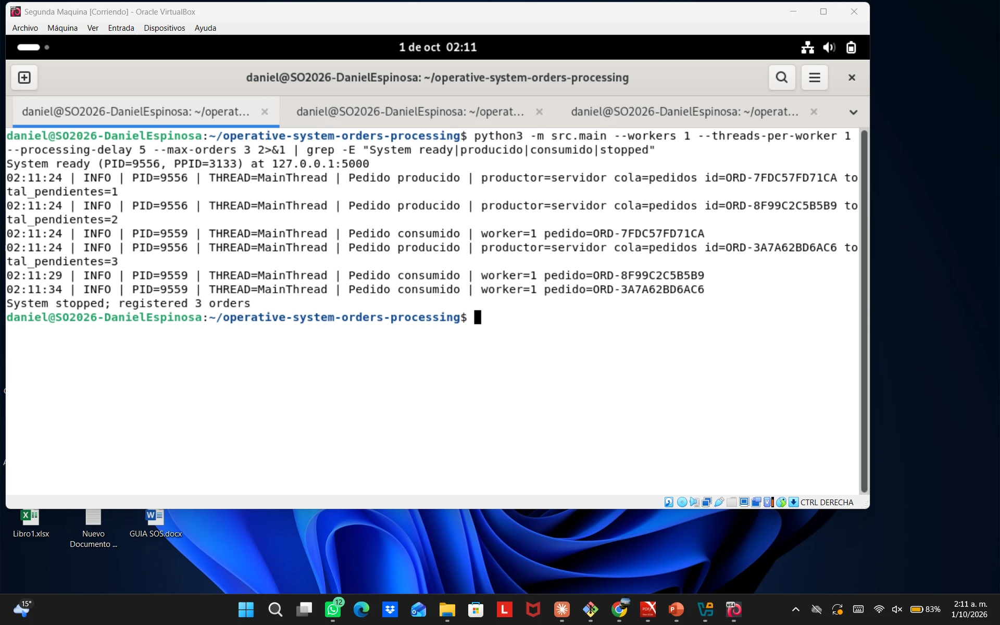 Segunda Maquina [Corriendo] - Oracle VirtualBox
Archivo Máquina Ver Entrada Dispositivos Ayuda
1 de oct 02:11
daniel@SO2026-DanielEspinosa: ~/operative-system-orders-processing
daniel@SO2026-DanielEspinosa: ~/operat... daniel@SO2026-DanielEspinosa: ~/operat... daniel@SO2026-DanielEspinosa: ~/operat...
daniel@SO2026-DanielEspinosa:~/operative-system-orders-processing$ python3 -m src.main --workers 1 --threads-per-worker 1
--processing-delay 5 --max-orders 3 2>&1 | grep -E "System ready|producido|consumido|stopped"
System ready (PID=9556, PPID=3133) at 127.0.0.1:5000
02:11:24 | INFO | PID=9556 | THREAD=MainThread | Pedido producido | productor=servidor cola=pedidos id=ORD-7FDC57FD71CA to
tal_pendientes=1
02:11:24 | INFO | PID=9556 | THREAD=MainThread | Pedido producido | productor=servidor cola=pedidos id=ORD-8F99C2C5B5B9 to
tal_pendientes=2
02:11:24 | INFO | PID=9559 | THREAD=MainThread | Pedido consumido | worker=1 pedido=ORD-7FDC57FD71CA
02:11:24 | INFO | PID=9556 | THREAD=MainThread | Pedido producido | productor=servidor cola=pedidos id=ORD-3A7A62BD6AC6 to
tal_pendientes=3
02:11:29 | INFO | PID=9559 | THREAD=MainThread | Pedido consumido | worker=1 pedido=ORD-8F99C2C5B5B9
02:11:34 | INFO | PID=9559 | THREAD=MainThread | Pedido consumido | worker=1 pedido=ORD-3A7A62BD6AC6
System stopped; registered 3 orders
daniel@SO2026-DanielEspinosa:~/operative-system-orders-processing$
CTRL DERECHA
Libro1.xlsx
Nuevo
Documento ...
GUIA SOS.docx
15°
12
83%
2:11 a. m.
1/10/2026